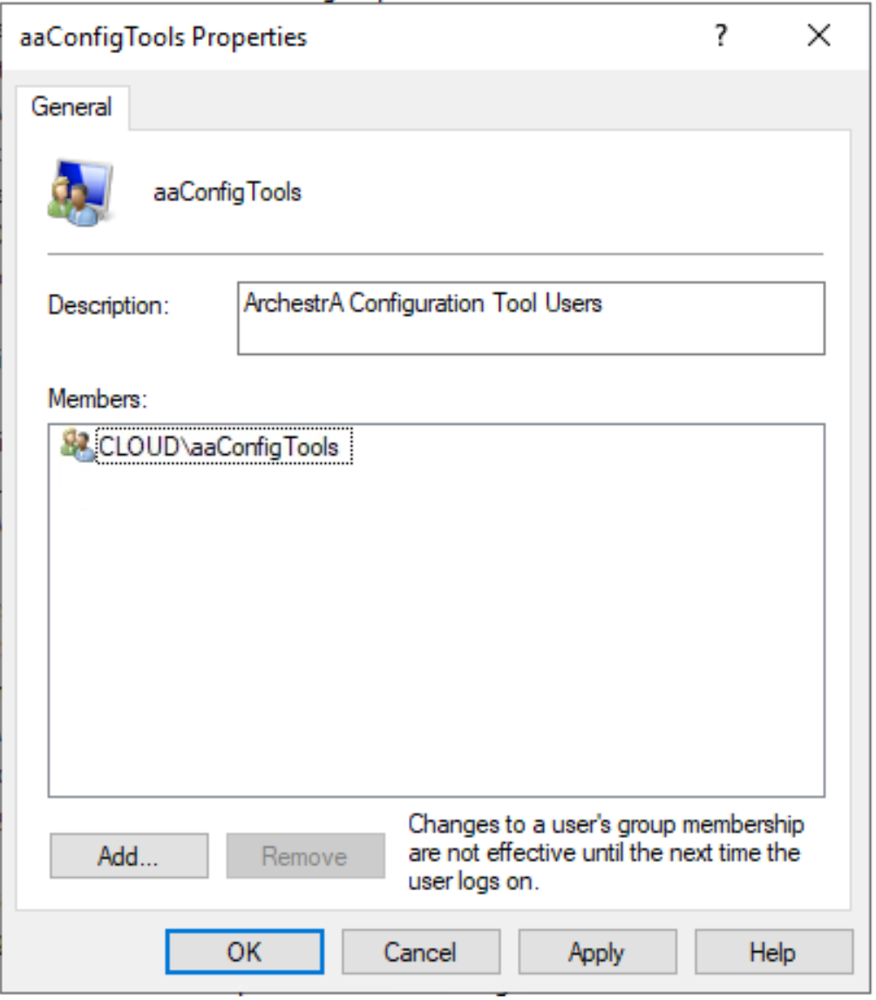 aaConfigTools Properties
?
General
aaConfigTools
Description:
ArchestrA Configuration Tool Users
Members:
CLOUD\aaConfigTools
Add...
Remove
Changes to a user's group membership
are not effective until the next time the
user logs on.
OK
Cancel
Apply
Help